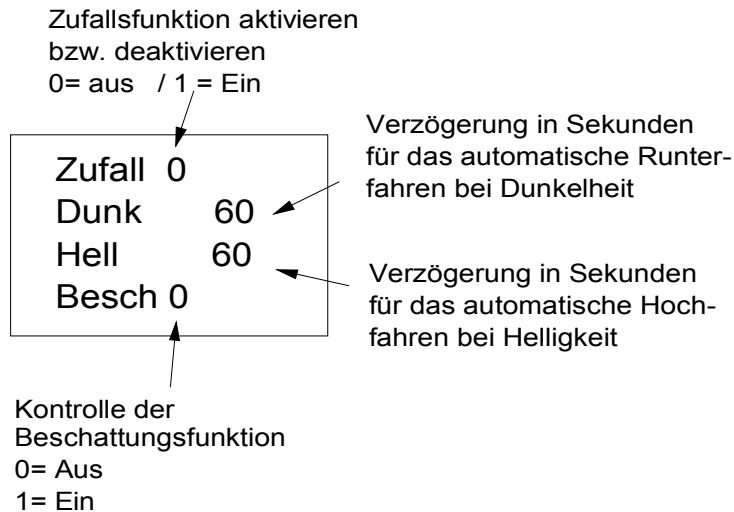 Zufallsfunktion aktivieren
bzw. deaktivieren
0= aus / 1 = Ein
Zufall 0
Dunk 60
Hell 60
Besch 0
Verzögerung in Sekunden
für das automatische Runter-
fahren bei Dunkelheit
Verzögerung in Sekunden
für das automatische Hoch-
fahren bei Helligkeit
Kontrolle der
Beschattungsfunktion
0= Aus
1= Ein